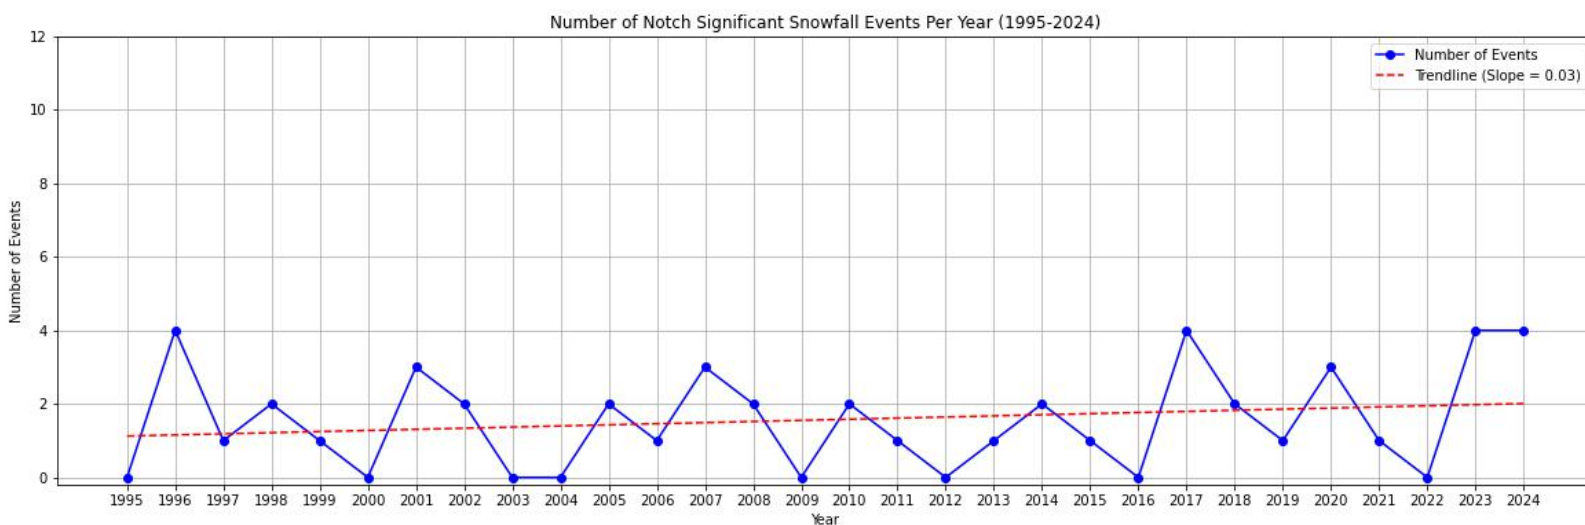 Number of Notch Significant Snowfall Events Per Year (1995-2024)
12
10
8
6
4
2
0
Number of Events
Number of Events
Trendline (Slope = 0.03)
1995 1996 1997 1998 1999 2000 2001 2002 2003 2004 2005 2006 2007 2008 2009 2010 2011 2012 2013 2014 2015 2016 2017 2018 2019 2020 2021 2022 2023 2024
Year